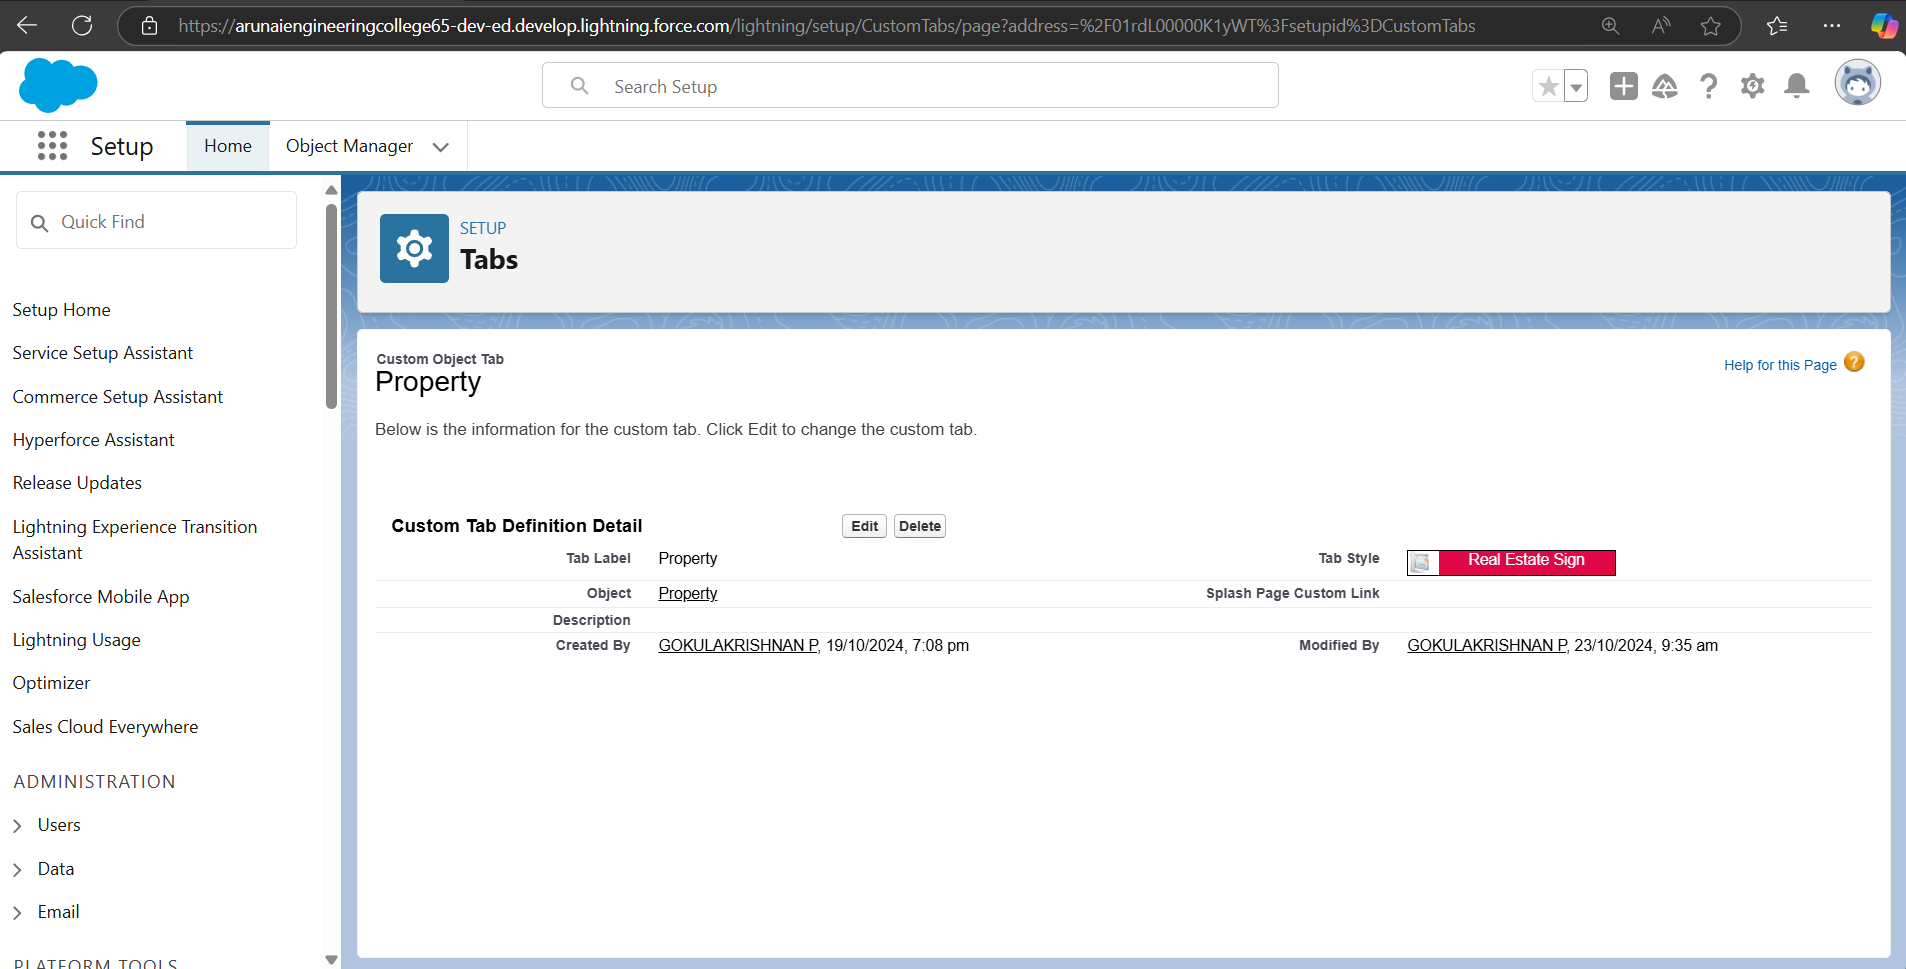 https://arunaiengineeringcollege65-dev-ed.develop.lightning.force.com/lightning/setup/CustomTabs/page?address=%2F01rdL00000K1yWT%3Fsetupid%3DCustomTabs
Search Setup
Setup
Home
Object Manager
Quick Find
Setup Home
Service Setup Assistant
Commerce Setup Assistant
Hyperforce Assistant
Release Updates
Lightning Experience Transition
Assistant
Salesforce Mobile App
Lightning Usage
Optimizer
Sales Cloud Everywhere
ADMINISTRATION
Users
Data
Email
PLATFORM TOOLS
SETUP
Tabs
Custom Object Tab
Property
Help for this Page
Below is the information for the custom tab. Click Edit to change the custom tab.
Custom Tab Definition Detail
Edit
Delete
Tab Label Property
Tab Style Real Estate Sign
Object Property
Splash Page Custom Link
Description
Created By GOKULAKRISHNAN P, 19/10/2024, 7:08 pm
Modified By GOKULAKRISHNAN P, 23/10/2024, 9:35 am